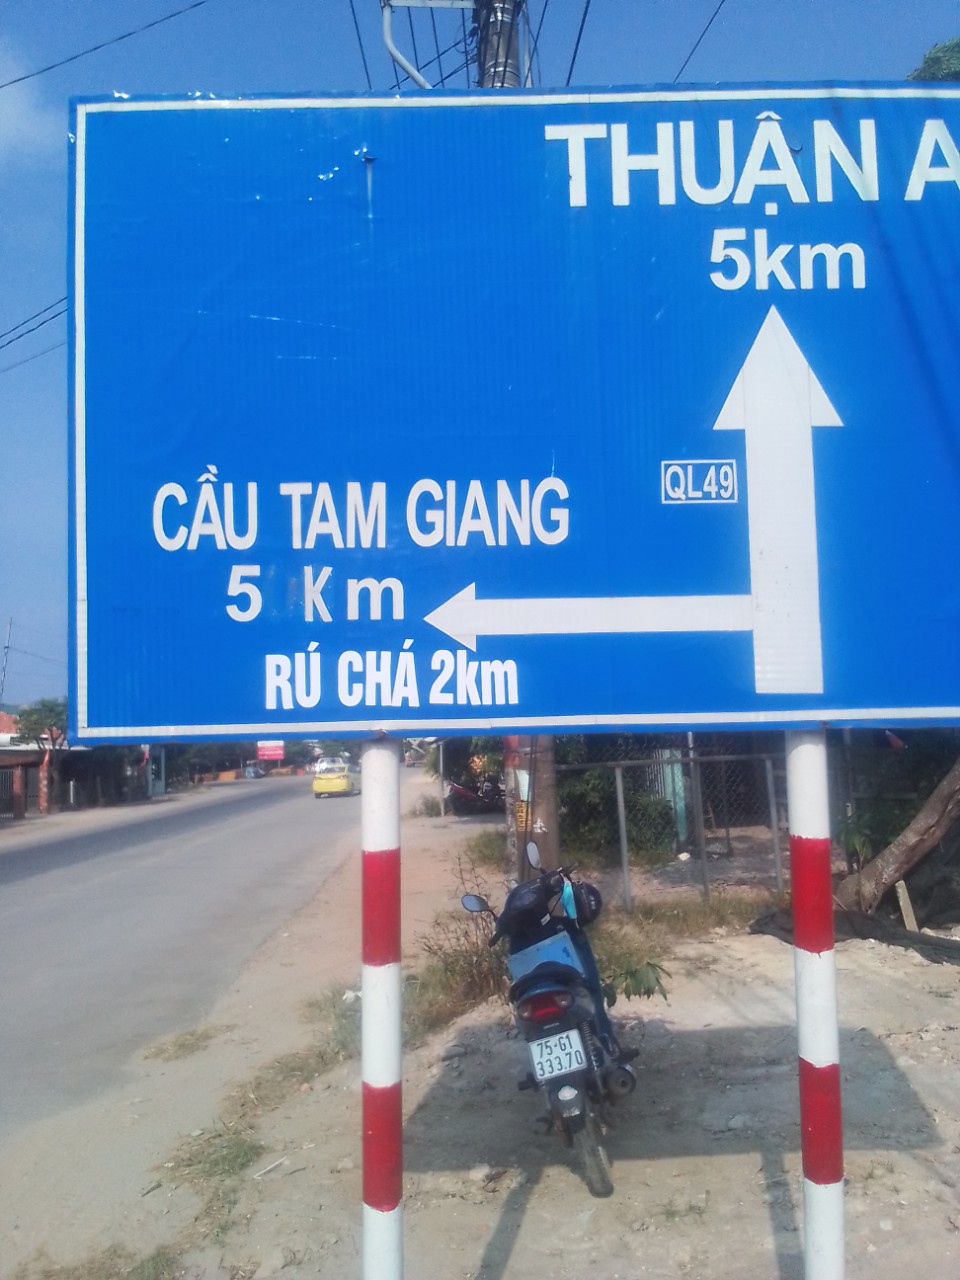 THUẬN A
5km
QL49
CẦU TAM GIANG
5 Km
RÚ CHÁ 2km
75-G1
333.70